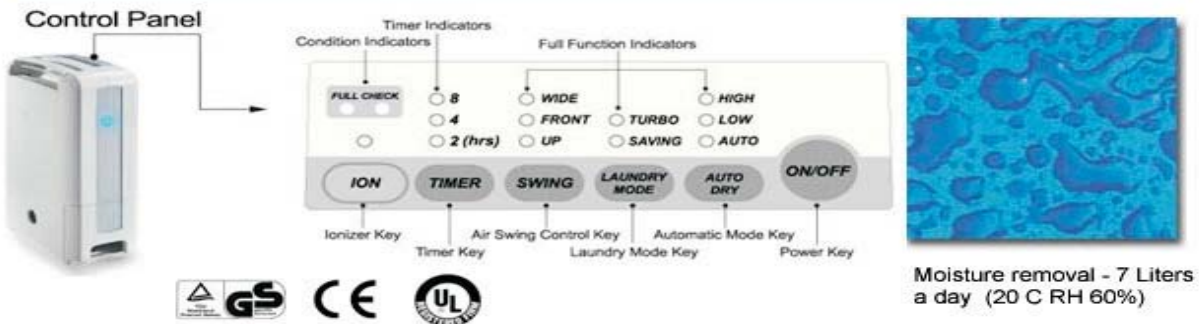 Control Panel
Timer Indicators
Condition Indicators
Full Function Indicators
FULL CHECK
8
WIDE
HIGH
4
FRONT
TURBO
LOW
2 (hrs)
UP
SAVING
AUTO
ION
TIMER
SWING
LAUNDRY
MODE
AUTO
DRY
ON/OFF
Ionizer Key
Air Swing Control Key
Automatic Mode Key
Timer Key
Laundry Mode Key
Power Key
GS
CE
UL
REGISTERED FIRM
Moisture removal - 7 Liters
a day (20 C RH 60%)